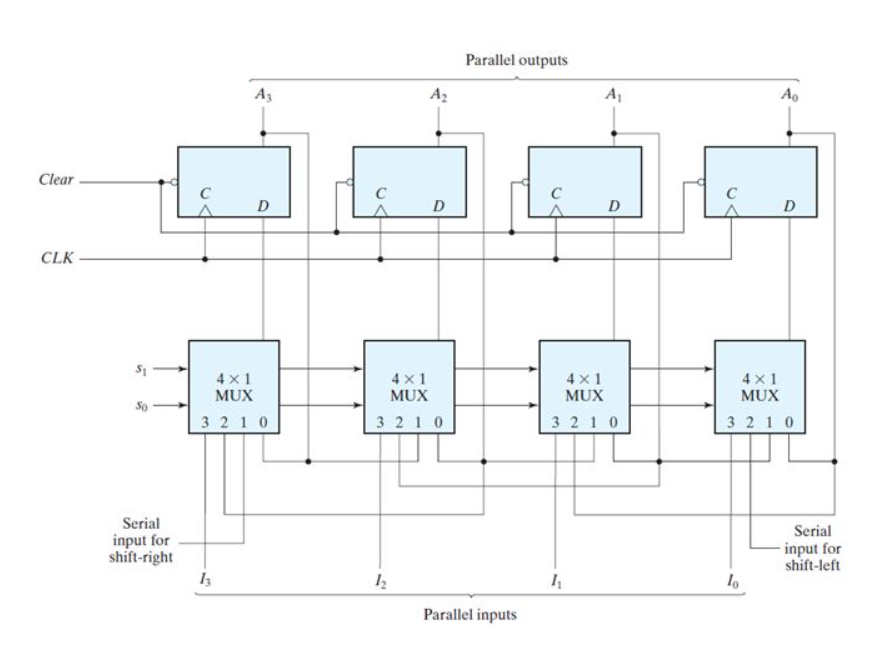 Parallel outputs
A₃ A₂ A₁ A₀
Clear
C C C C
D D D D
CLK
s₁
4 × 1 4 × 1 4 × 1 4 × 1
MUX MUX MUX MUX
s₀
3 2 1 0 3 2 1 0 3 2 1 0 3 2 1 0
Serial
input for
shift-right
Serial
input for
shift-left
I₃ I₂ I₁ I₀
Parallel inputs